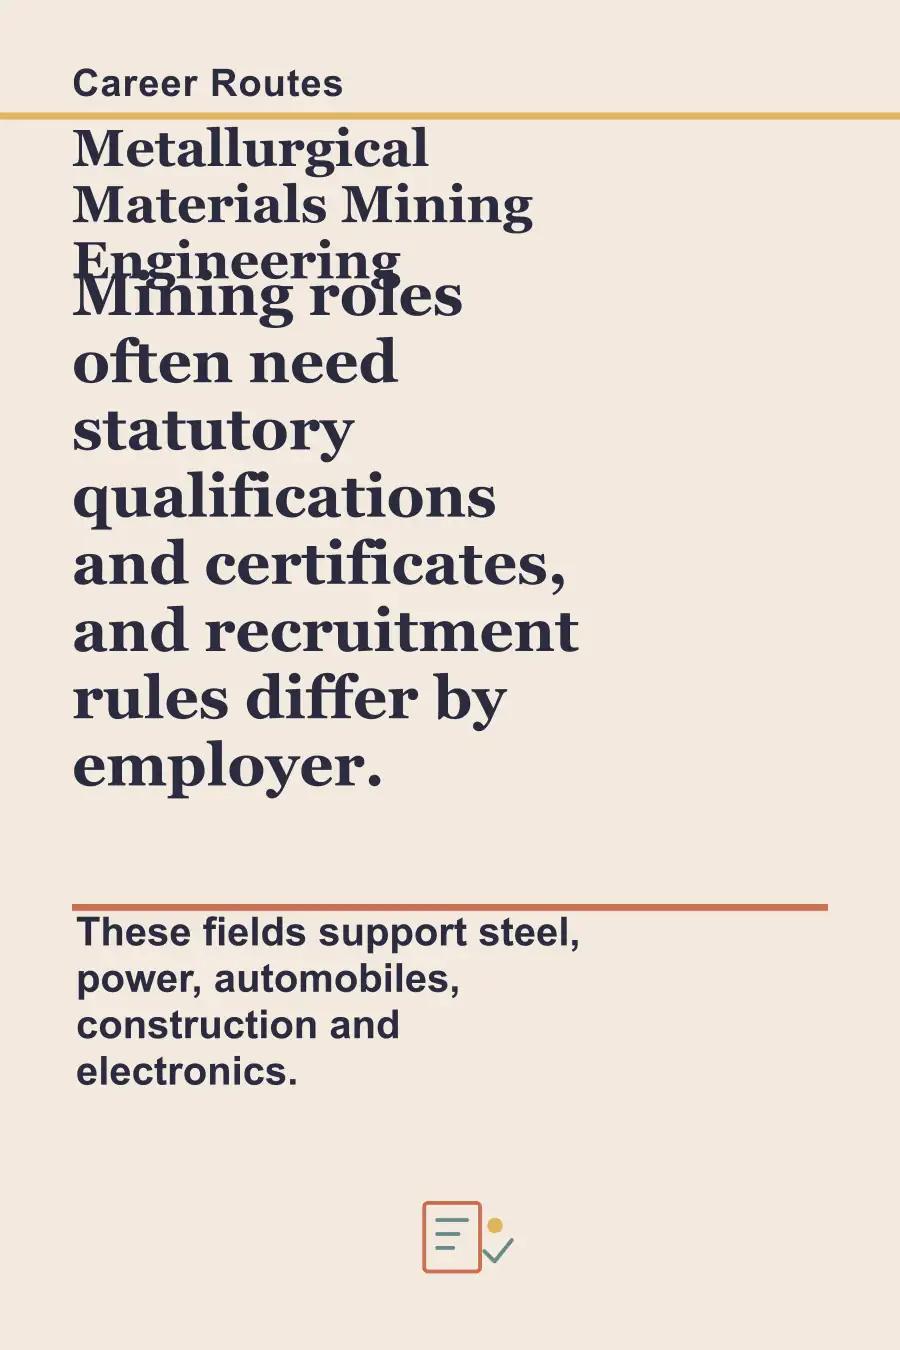 Career Routes
Metallurgical
Materials Mining
Engineering
Mining roles
often need
statutory
qualifications
and certificates,
and recruitment
rules differ by
employer.
These fields support steel,
power, automobiles,
construction and
electronics.